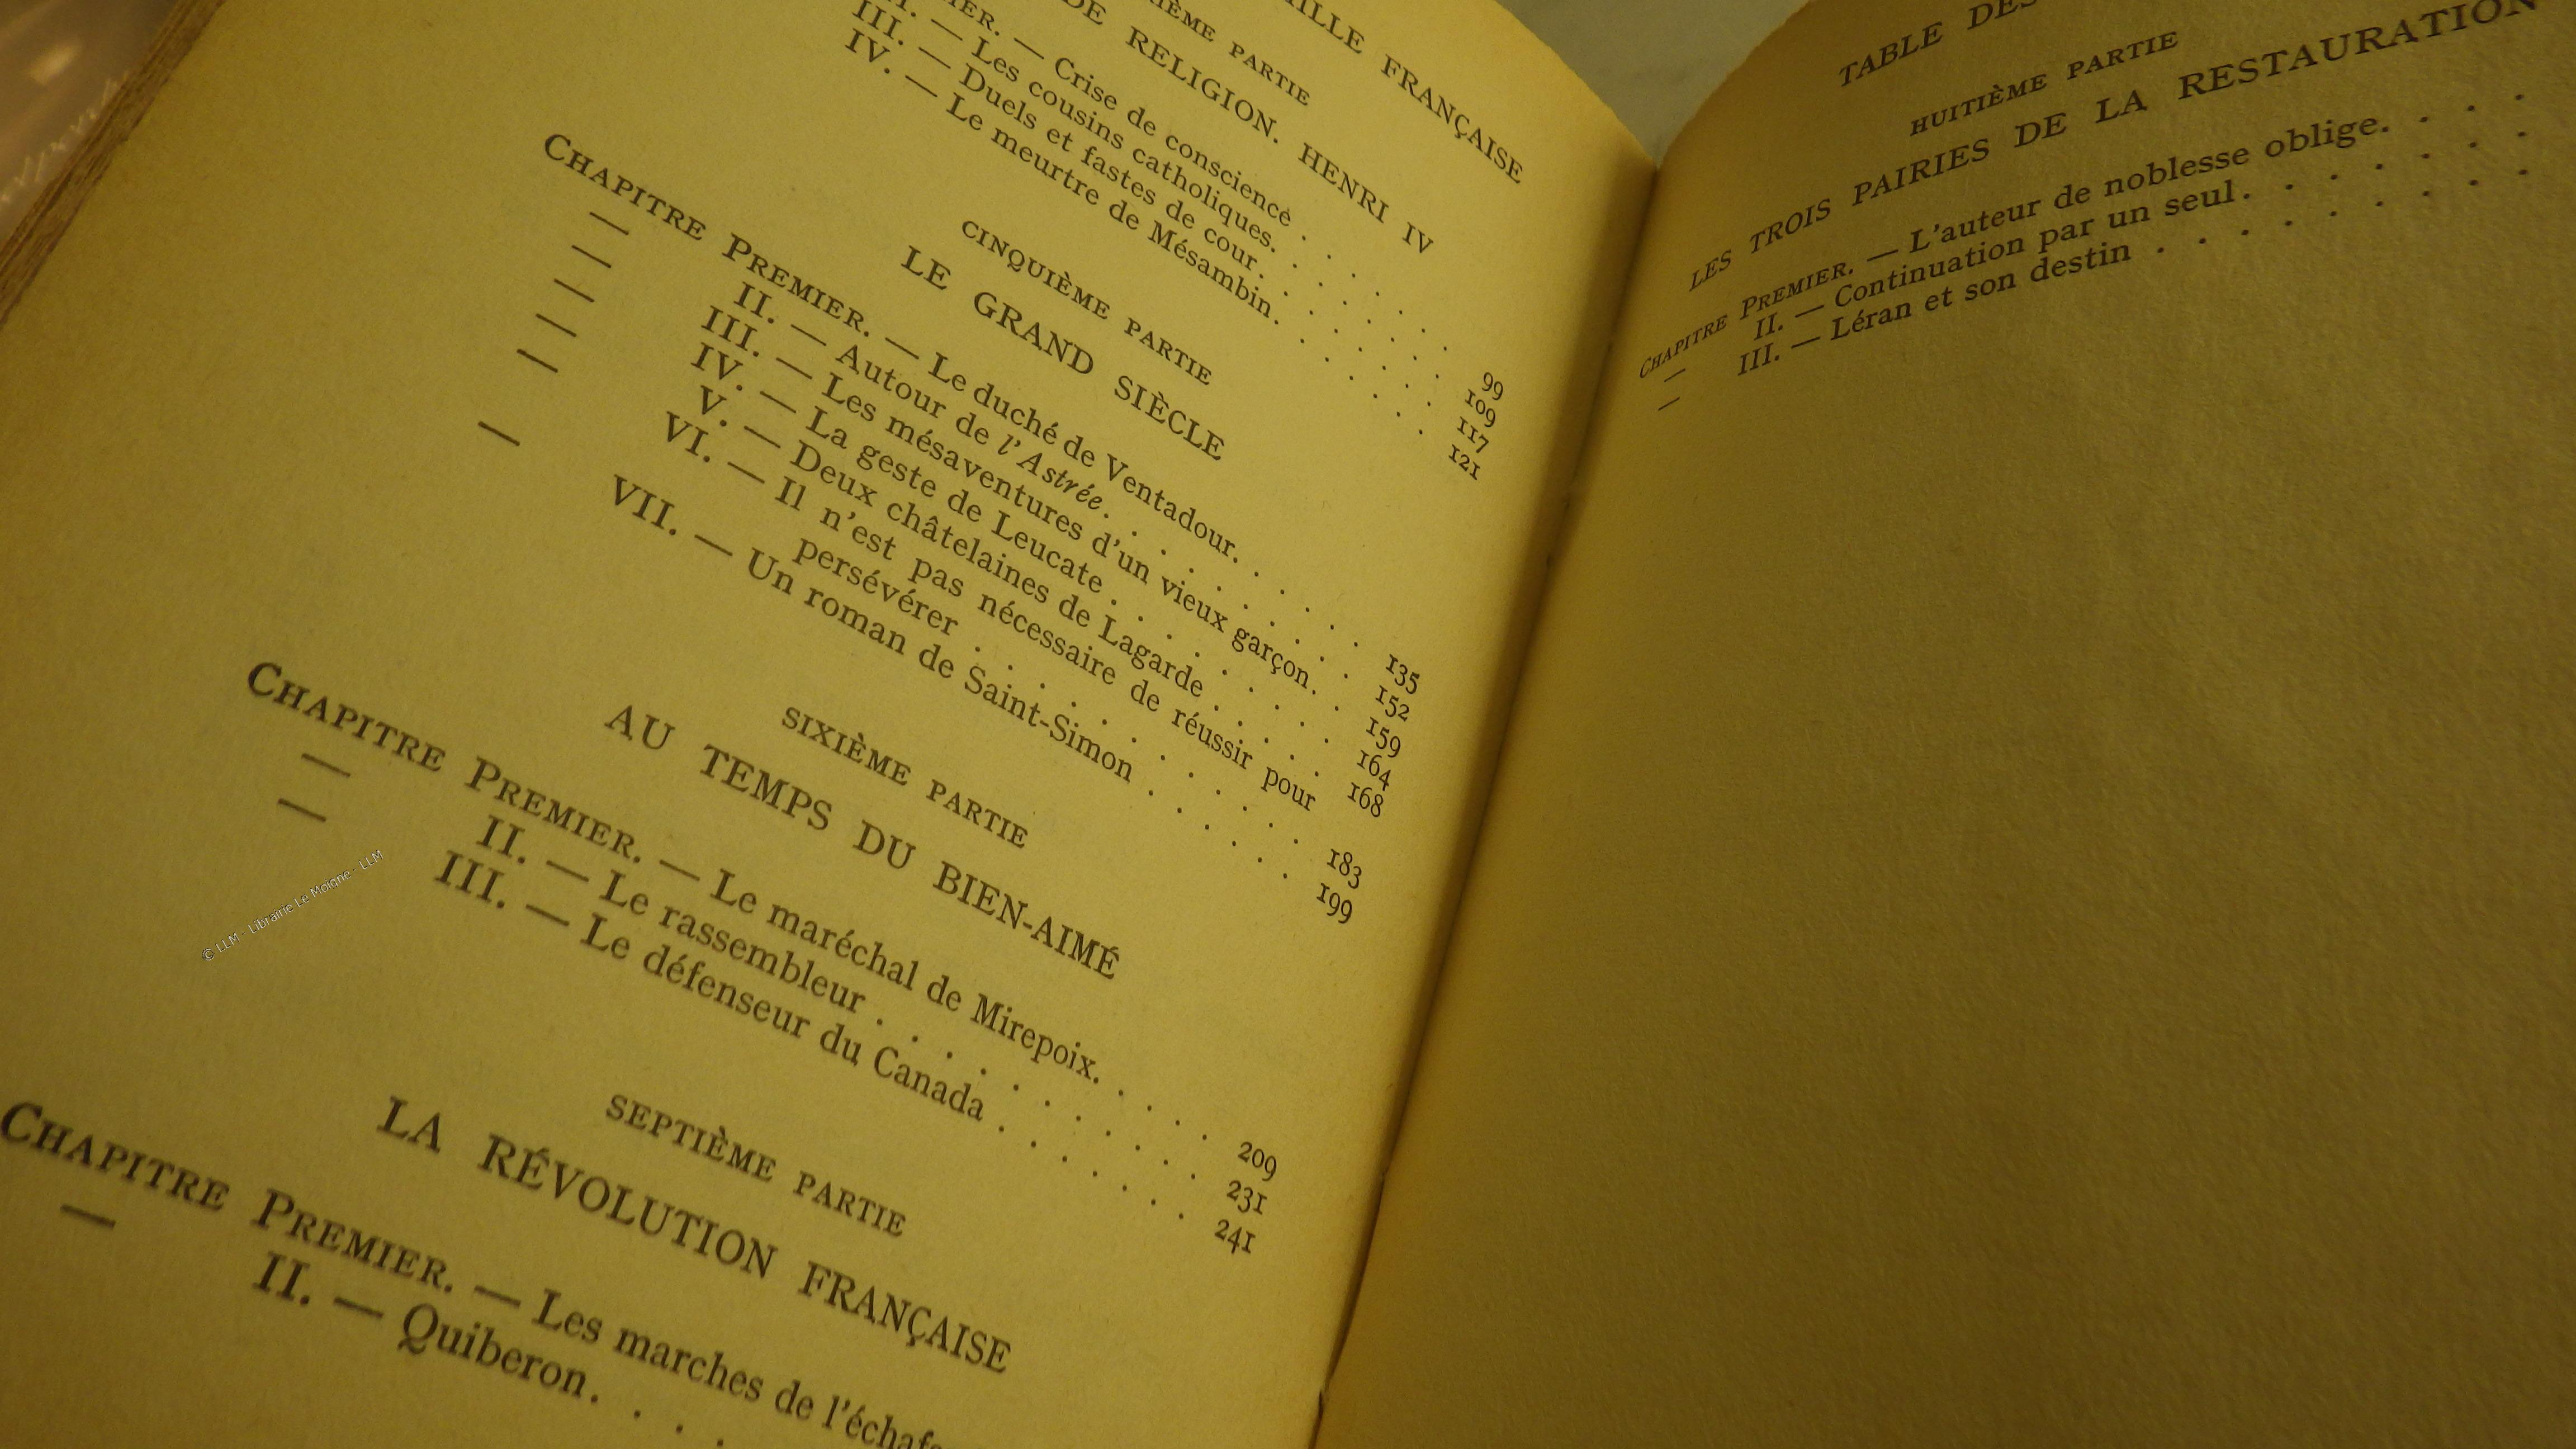 ILLE FRANÇAISE
IÈME PARTIE
DE RELIGION. HENRI IV
IER. — Crise de conscience . . . . 99
II. — Les cousins catholiques. . . . . 109
III. — Duels et fastes de cour. . . . . 117
IV. — Le meurtre de Mésambin. . . . . 121
CINQUIÈME PARTIE
LE GRAND SIÈCLE
CHAPITRE PREMIER. — Le duché de Ventadour. . . . . 135
— II. — Autour de l'Astrée. . . . . 152
— III. — Les mésaventures d'un vieux garçon. . 159
— IV. — La geste de Leucate . . . . . 164
— V. — Deux châtelaines de Lagarde . . . . 168
— VI. — Il n'est pas nécessaire de réussir pour
persévérer . . . . . 183
— VII. — Un roman de Saint-Simon . . . . . 199
SIXIÈME PARTIE
AU TEMPS DU BIEN-AIMÉ
CHAPITRE PREMIER. — Le maréchal de Mirepoix. . . . . 209
— II. — Le rassembleur . . . . . 231
— III. — Le défenseur du Canada . . . . . 241
SEPTIÈME PARTIE
LA RÉVOLUTION FRANÇAISE
CHAPITRE PREMIER. — Les marches de l'échaf
— II. — Quiberon. . . .
© LLM - Librairie Le Moigne - LLM
TABLE DES
HUITIÈME PARTIE
LES TROIS PAIRIES DE LA RESTAURATION
CHAPITRE PREMIER. — L'auteur de noblesse oblige. . . .
— II. — Continuation par un seul. . . . . .
— III. — Léran et son destin . . . . . . .